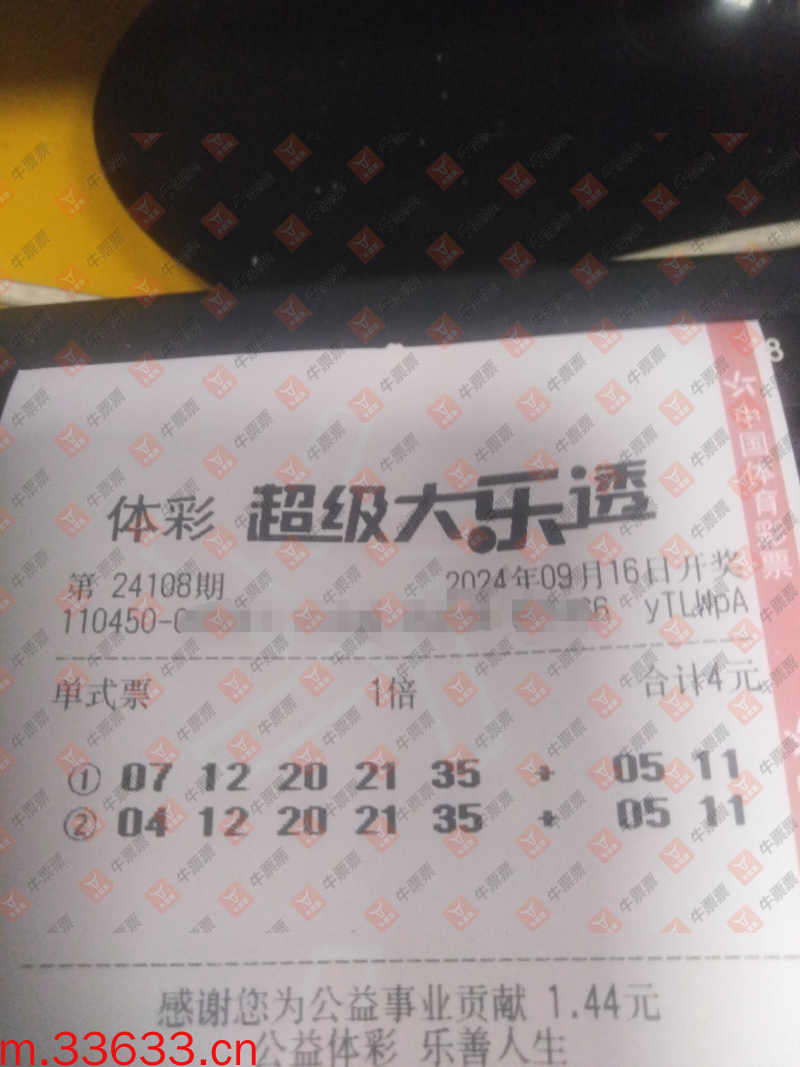 8
中国体育彩票
体彩 超级大乐透
第 24108期 2024年09月16日开奖
110450-0 6 yTLWpA
单式票 1倍 合计4元
① 07 12 20 21 35 + 05 11
② 04 12 20 21 35 + 05 11
感谢您为公益事业贡献 1.44元
公益体彩 乐善人生
m.33633.cn
牛票票